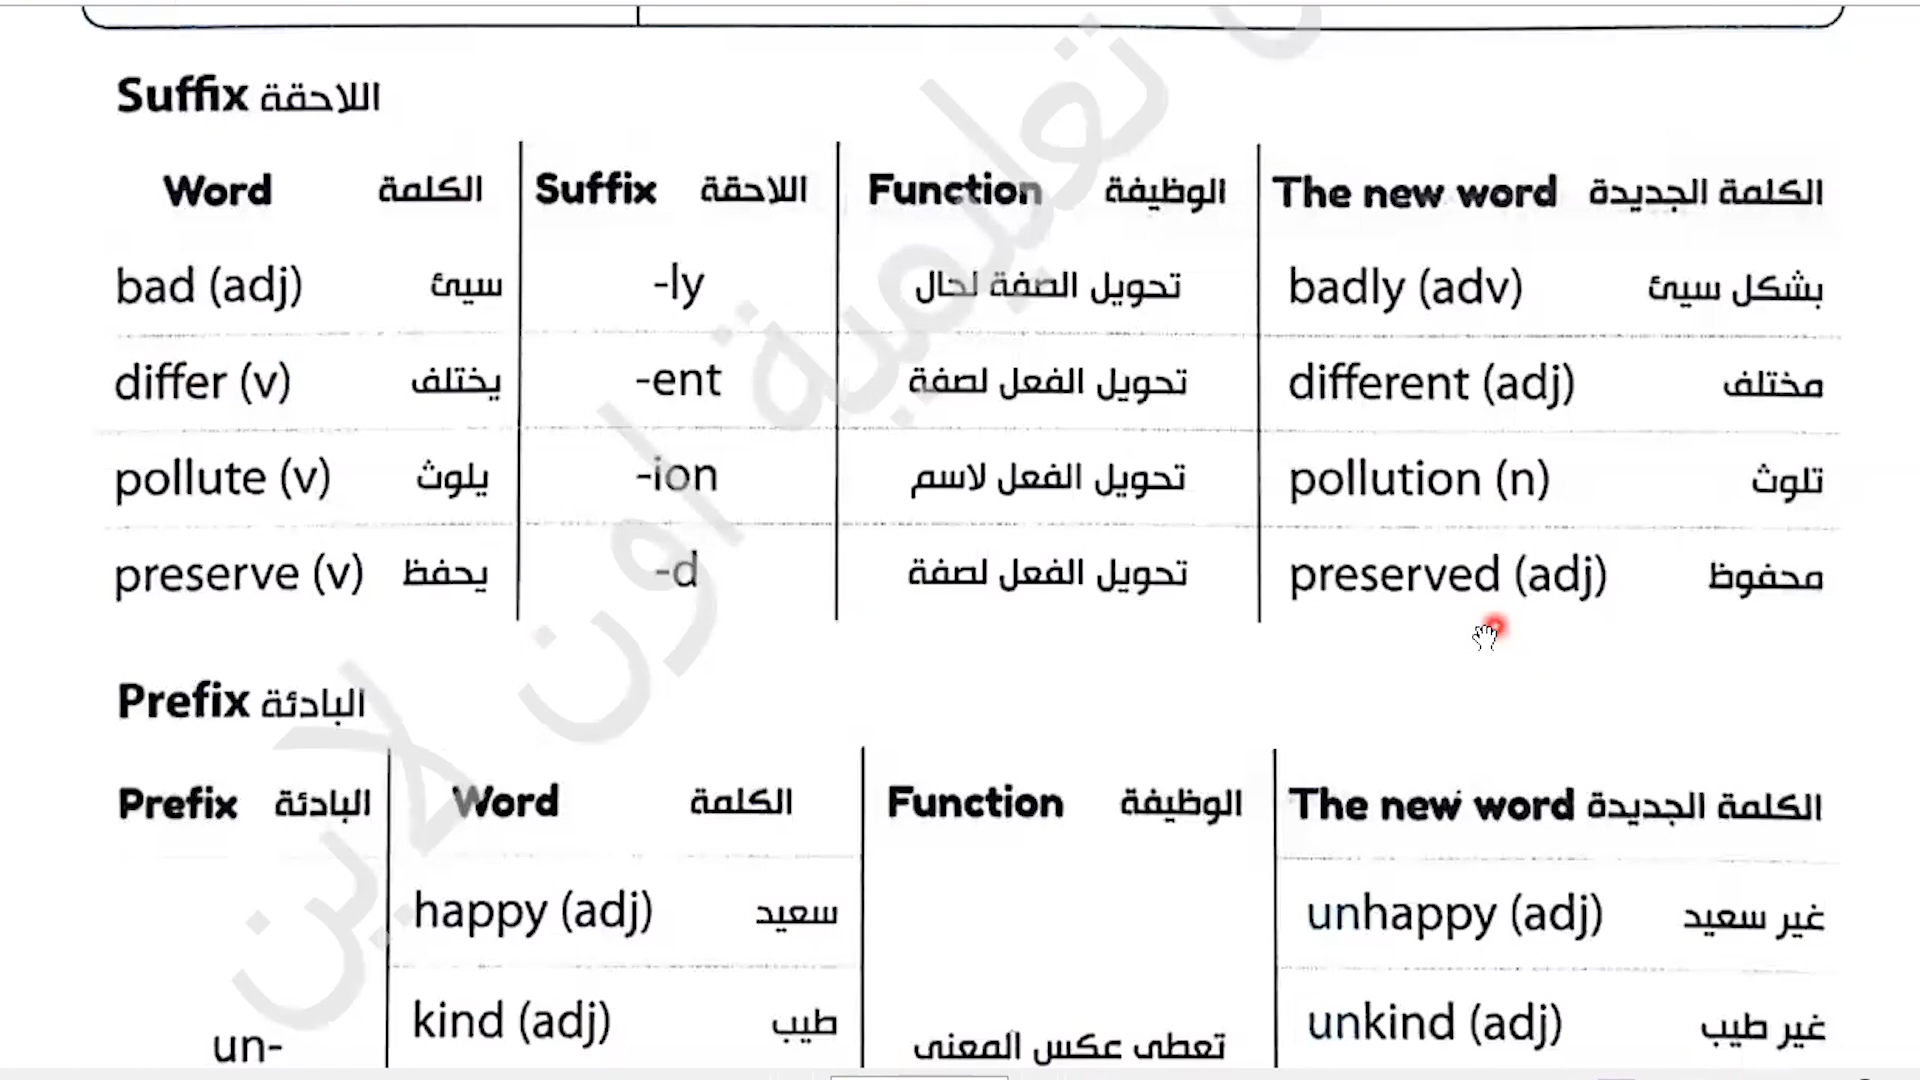 Suffix اللاحقة
Word الكلمة Suffix اللاحقة Function الوظيفة The new word الكلمة الجديدة
bad (adj) سيئ -ly تحويل الصفة لحال badly (adv) بشكل سيئ
differ (v) يختلف -ent تحويل الفعل لصفة different (adj) مختلف
pollute (v) يلوث -ion تحويل الفعل لاسم pollution (n) تلوث
preserve (v) يحفظ -d تحويل الفعل لصفة preserved (adj) محفوظ
Prefix البادئة
Prefix البادئة Word الكلمة Function الوظيفة The new word الكلمة الجديدة
happy (adj) سعيد unhappy (adj) غير سعيد
kind (adj) طيب unkind (adj) غير طيب
un- تعطى عكس المعنى
تعليمية اون لاين